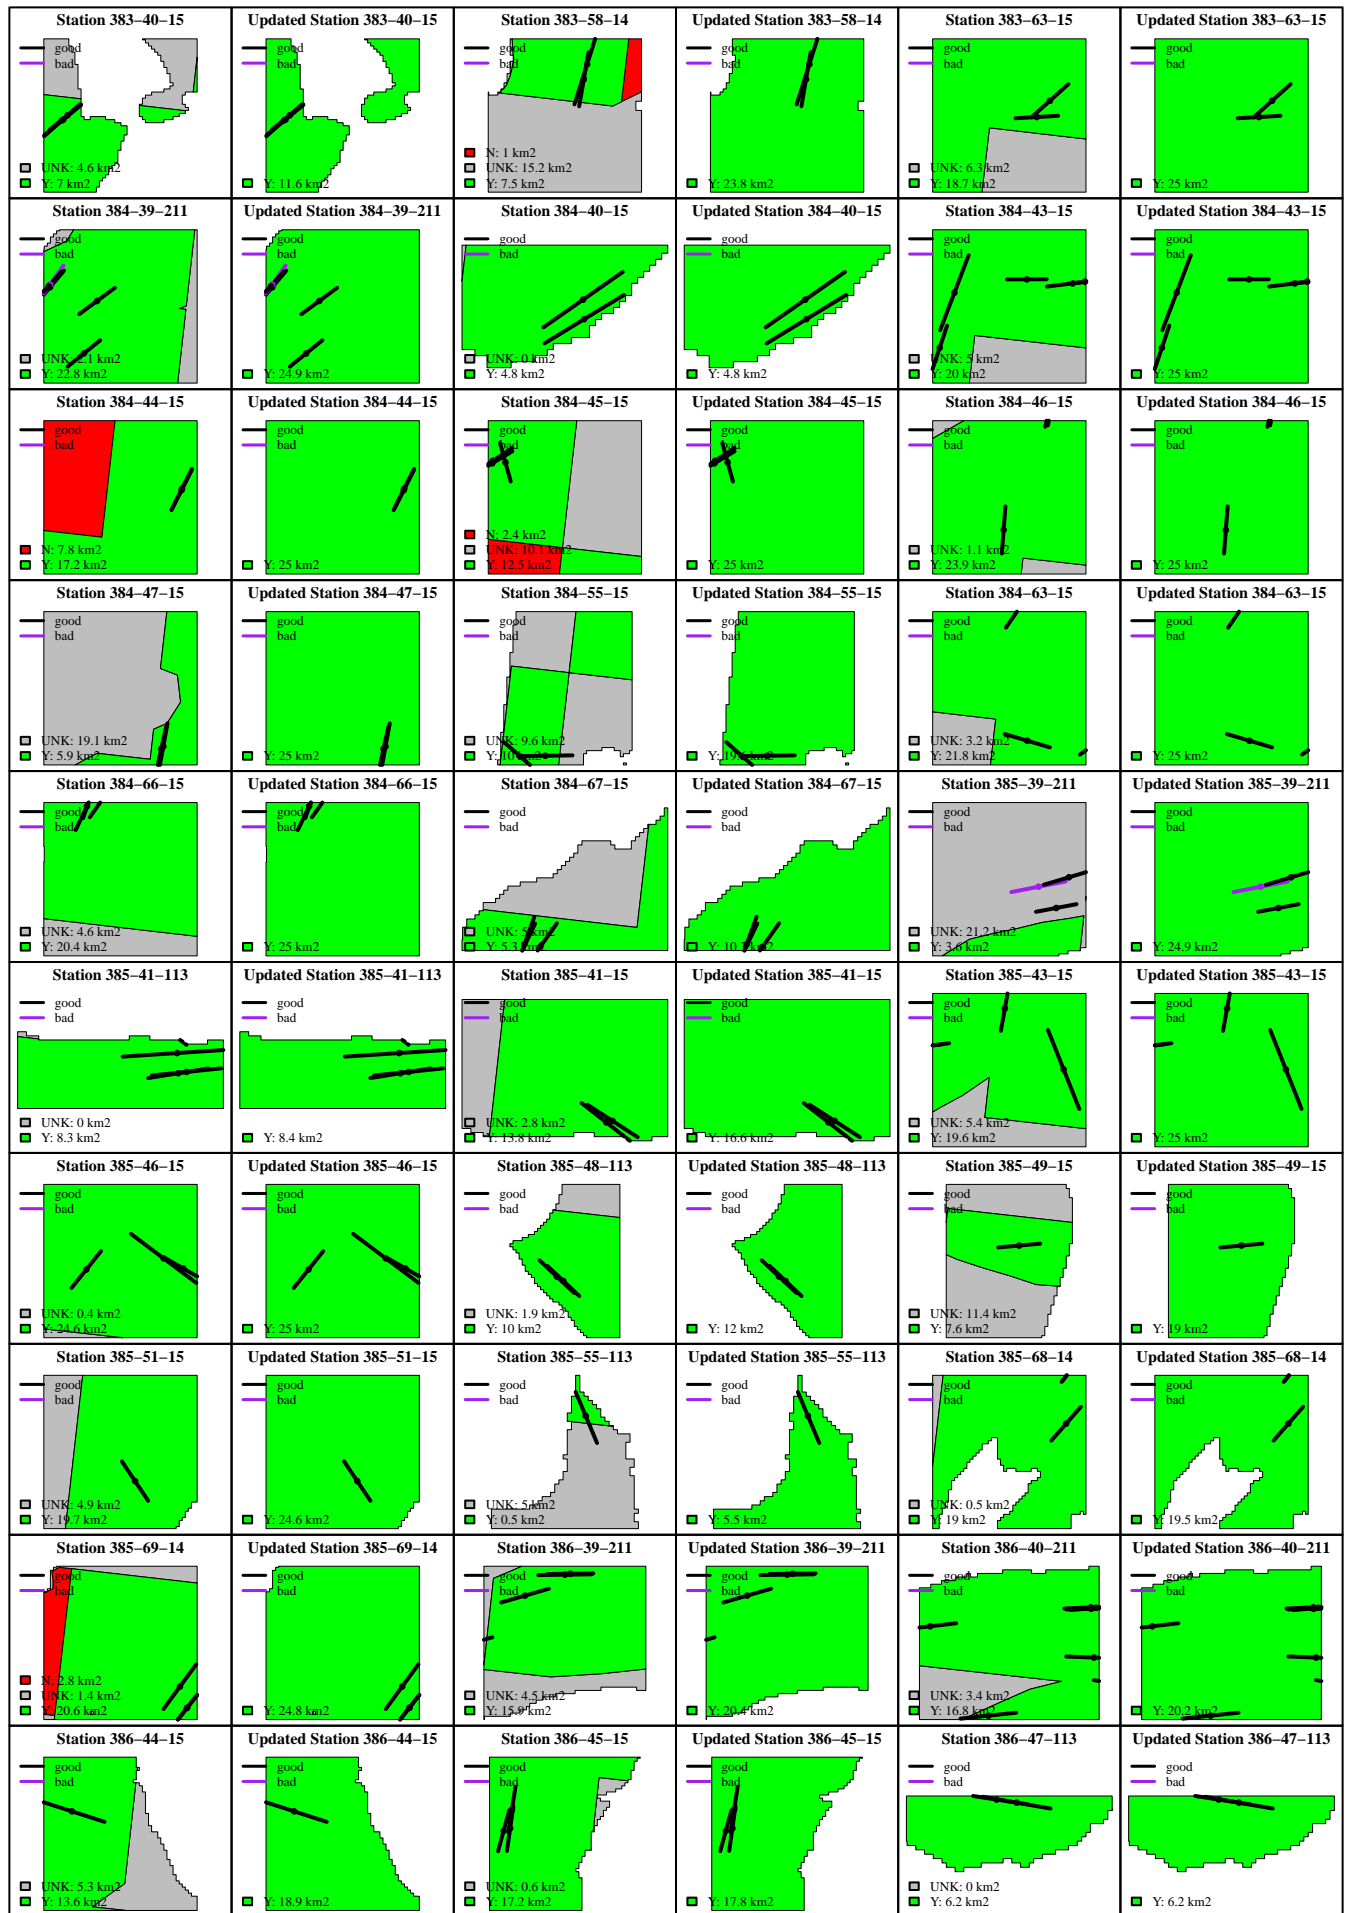 Station 383−40−15
good
bad
UNK: 4.6 km2
Y: 7 km2
Updated Station 383−40−15
good
bad
Y: 11.6 km2
Station 383−58−14
good
bad
N: 1 km2
UNK: 15.2 km2
Y: 7.5 km2
Updated Station 383−58−14
good
bad
Y: 23.8 km2
Station 383−63−15
good
bad
UNK: 6.3 km2
Y: 18.7 km2
Updated Station 383−63−15
good
bad
Y: 25 km2
Station 384−39−211
good
bad
UNK: 2.1 km2
Y: 22.8 km2
Updated Station 384−39−211
good
bad
Y: 24.9 km2
Station 384−40−15
good
bad
UNK: 0 km2
Y: 4.8 km2
Updated Station 384−40−15
good
bad
Y: 4.8 km2
Station 384−43−15
good
bad
UNK: 5 km2
Y: 20 km2
Updated Station 384−43−15
good
bad
Y: 25 km2
Station 384−44−15
good
bad
N: 7.8 km2
Y: 17.2 km2
Updated Station 384−44−15
good
bad
Y: 25 km2
Station 384−45−15
good
bad
N: 2.4 km2
UNK: 10.1 km2
Y: 12.5 km2
Updated Station 384−45−15
good
bad
Y: 25 km2
Station 384−46−15
good
bad
UNK: 1.1 km2
Y: 23.9 km2
Updated Station 384−46−15
good
bad
Y: 25 km2
Station 384−47−15
good
bad
UNK: 19.1 km2
Y: 5.9 km2
Updated Station 384−47−15
good
bad
Y: 25 km2
Station 384−55−15
good
bad
UNK: 9.6 km2
Y: km2
Updated Station 384−55−15
good
bad
Y: km2
Station 384−63−15
good
bad
UNK: 3.2 km2
Y: 21.8 km2
Updated Station 384−63−15
good
bad
Y: 25 km2
Station 384−66−15
good
bad
UNK: 4.6 km2
Y: 20.4 km2
Updated Station 384−66−15
good
bad
Y: 25 km2
Station 384−67−15
good
bad
UNK: km2
Y: 5.3 km2
Updated Station 384−67−15
good
bad
Y: km2
Station 385−39−211
good
bad
UNK: 21.2 km2
Y: 3.6 km2
Updated Station 385−39−211
good
bad
Y: 24.9 km2
Station 385−41−113
good
bad
UNK: 0 km2
Y: 8.3 km2
Updated Station 385−41−113
good
bad
Y: 8.4 km2
Station 385−41−15
good
bad
UNK: 2.8 km2
Y: 13.8 km2
Updated Station 385−41−15
good
bad
Y: 16.6 km2
Station 385−43−15
good
bad
UNK: 5.4 km2
Y: 19.6 km2
Updated Station 385−43−15
good
bad
Y: 25 km2
Station 385−46−15
good
bad
UNK: 0.4 km2
Y: 24.6 km2
Updated Station 385−46−15
good
bad
Y: 25 km2
Station 385−48−113
good
bad
UNK: 1.9 km2
Y: 10 km2
Updated Station 385−48−113
good
bad
Y: 12 km2
Station 385−49−15
good
bad
UNK: 11.4 km2
Y: 7.6 km2
Updated Station 385−49−15
good
bad
Y: 19 km2
Station 385−51−15
good
bad
UNK: 4.9 km2
Y: 19.7 km2
Updated Station 385−51−15
good
bad
Y: 24.6 km2
Station 385−55−113
good
bad
UNK: 5 km2
Y: 0.5 km2
Updated Station 385−55−113
good
bad
Y: 5.5 km2
Station 385−68−14
good
bad
UNK: 0.5 km2
Y: 19 km2
Updated Station 385−68−14
good
bad
Y: 19.5 km2
Station 385−69−14
good
bad
N: 2.8 km2
UNK: 1.4 km2
Y: 20.6 km2
Updated Station 385−69−14
good
bad
Y: 24.8 km2
Station 386−39−211
good
bad
UNK: 4.5 km2
Y: 15.9 km2
Updated Station 386−39−211
good
bad
Y: 20.4 km2
Station 386−40−211
good
bad
UNK: 3.4 km2
Y: 16.8 km2
Updated Station 386−40−211
good
bad
Y: 20.2 km2
Station 386−44−15
good
bad
UNK: 5.3 km2
Y: 13.6 km2
Updated Station 386−44−15
good
bad
Y: 18.9 km2
Station 386−45−15
good
bad
UNK: 0.6 km2
Y: 17.2 km2
Updated Station 386−45−15
good
bad
Y: 17.8 km2
Station 386−47−113
good
bad
UNK: 0 km2
Y: 6.2 km2
Updated Station 386−47−113
good
bad
Y: 6.2 km2